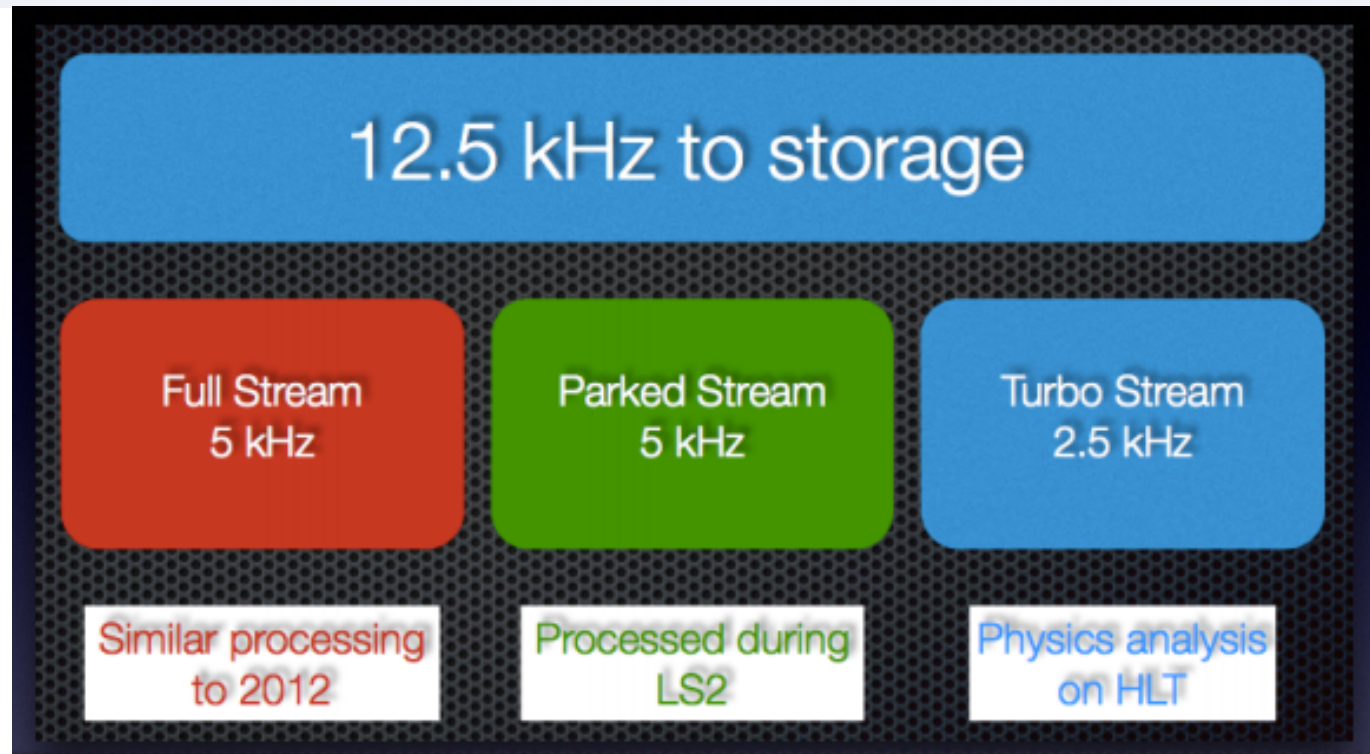 12.5 kHz to storage
Full Stream
5 kHz
Parked Stream
5 kHz
Turbo Stream
2.5 kHz
Similar processing
to 2012
Processed during
LS2
Physics analysis
on HLT